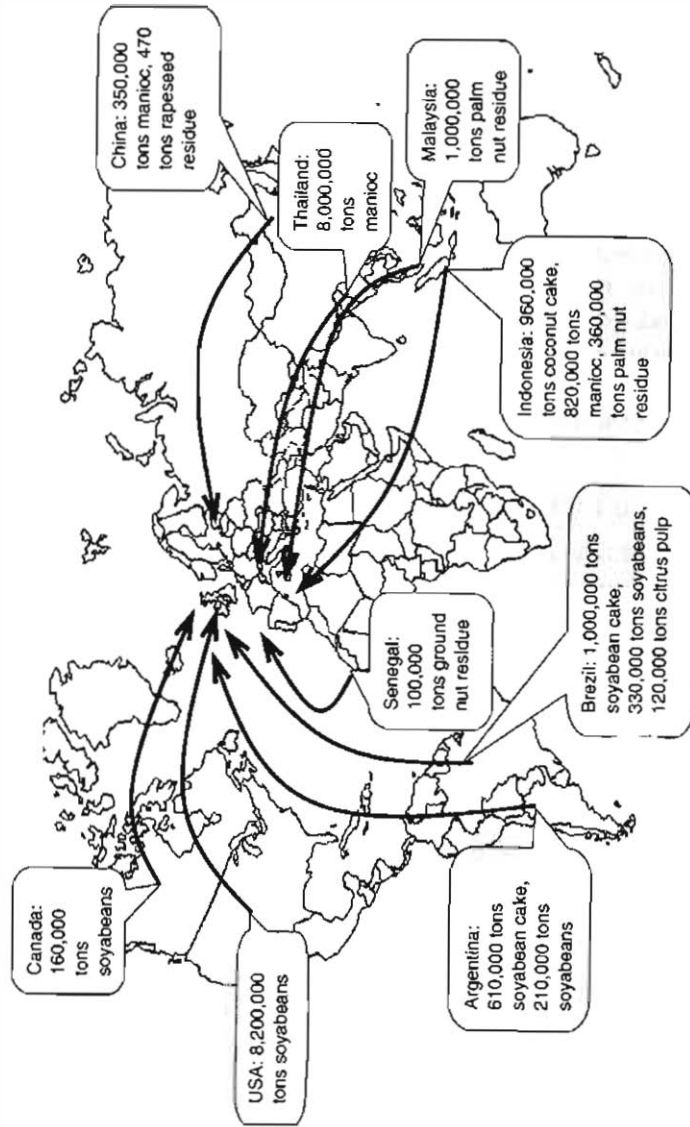 Canada:
160,000
tons
soyabeans
USA: 8,200,000
tons soyabeans
Argentina:
610,000 tons
soyabean cake,
210,000 tons
soyabeans
Brezil: 1,000,000 tons
soyabean cake,
330,000 tons soyabeans,
120,000 tons citrus pulp
Senegal:
100,000
tons ground
nut residue
China: 350,000
tons manioc, 470
tons rapeseed
residue
Thailand:
8,000,000
tons
manioc
Malaysia:
1,000,000
tons palm
nut residue
Indonesia: 960,000
tons coconut cake,
820,000 tons
manioc, 360,000
tons palm nut
residue